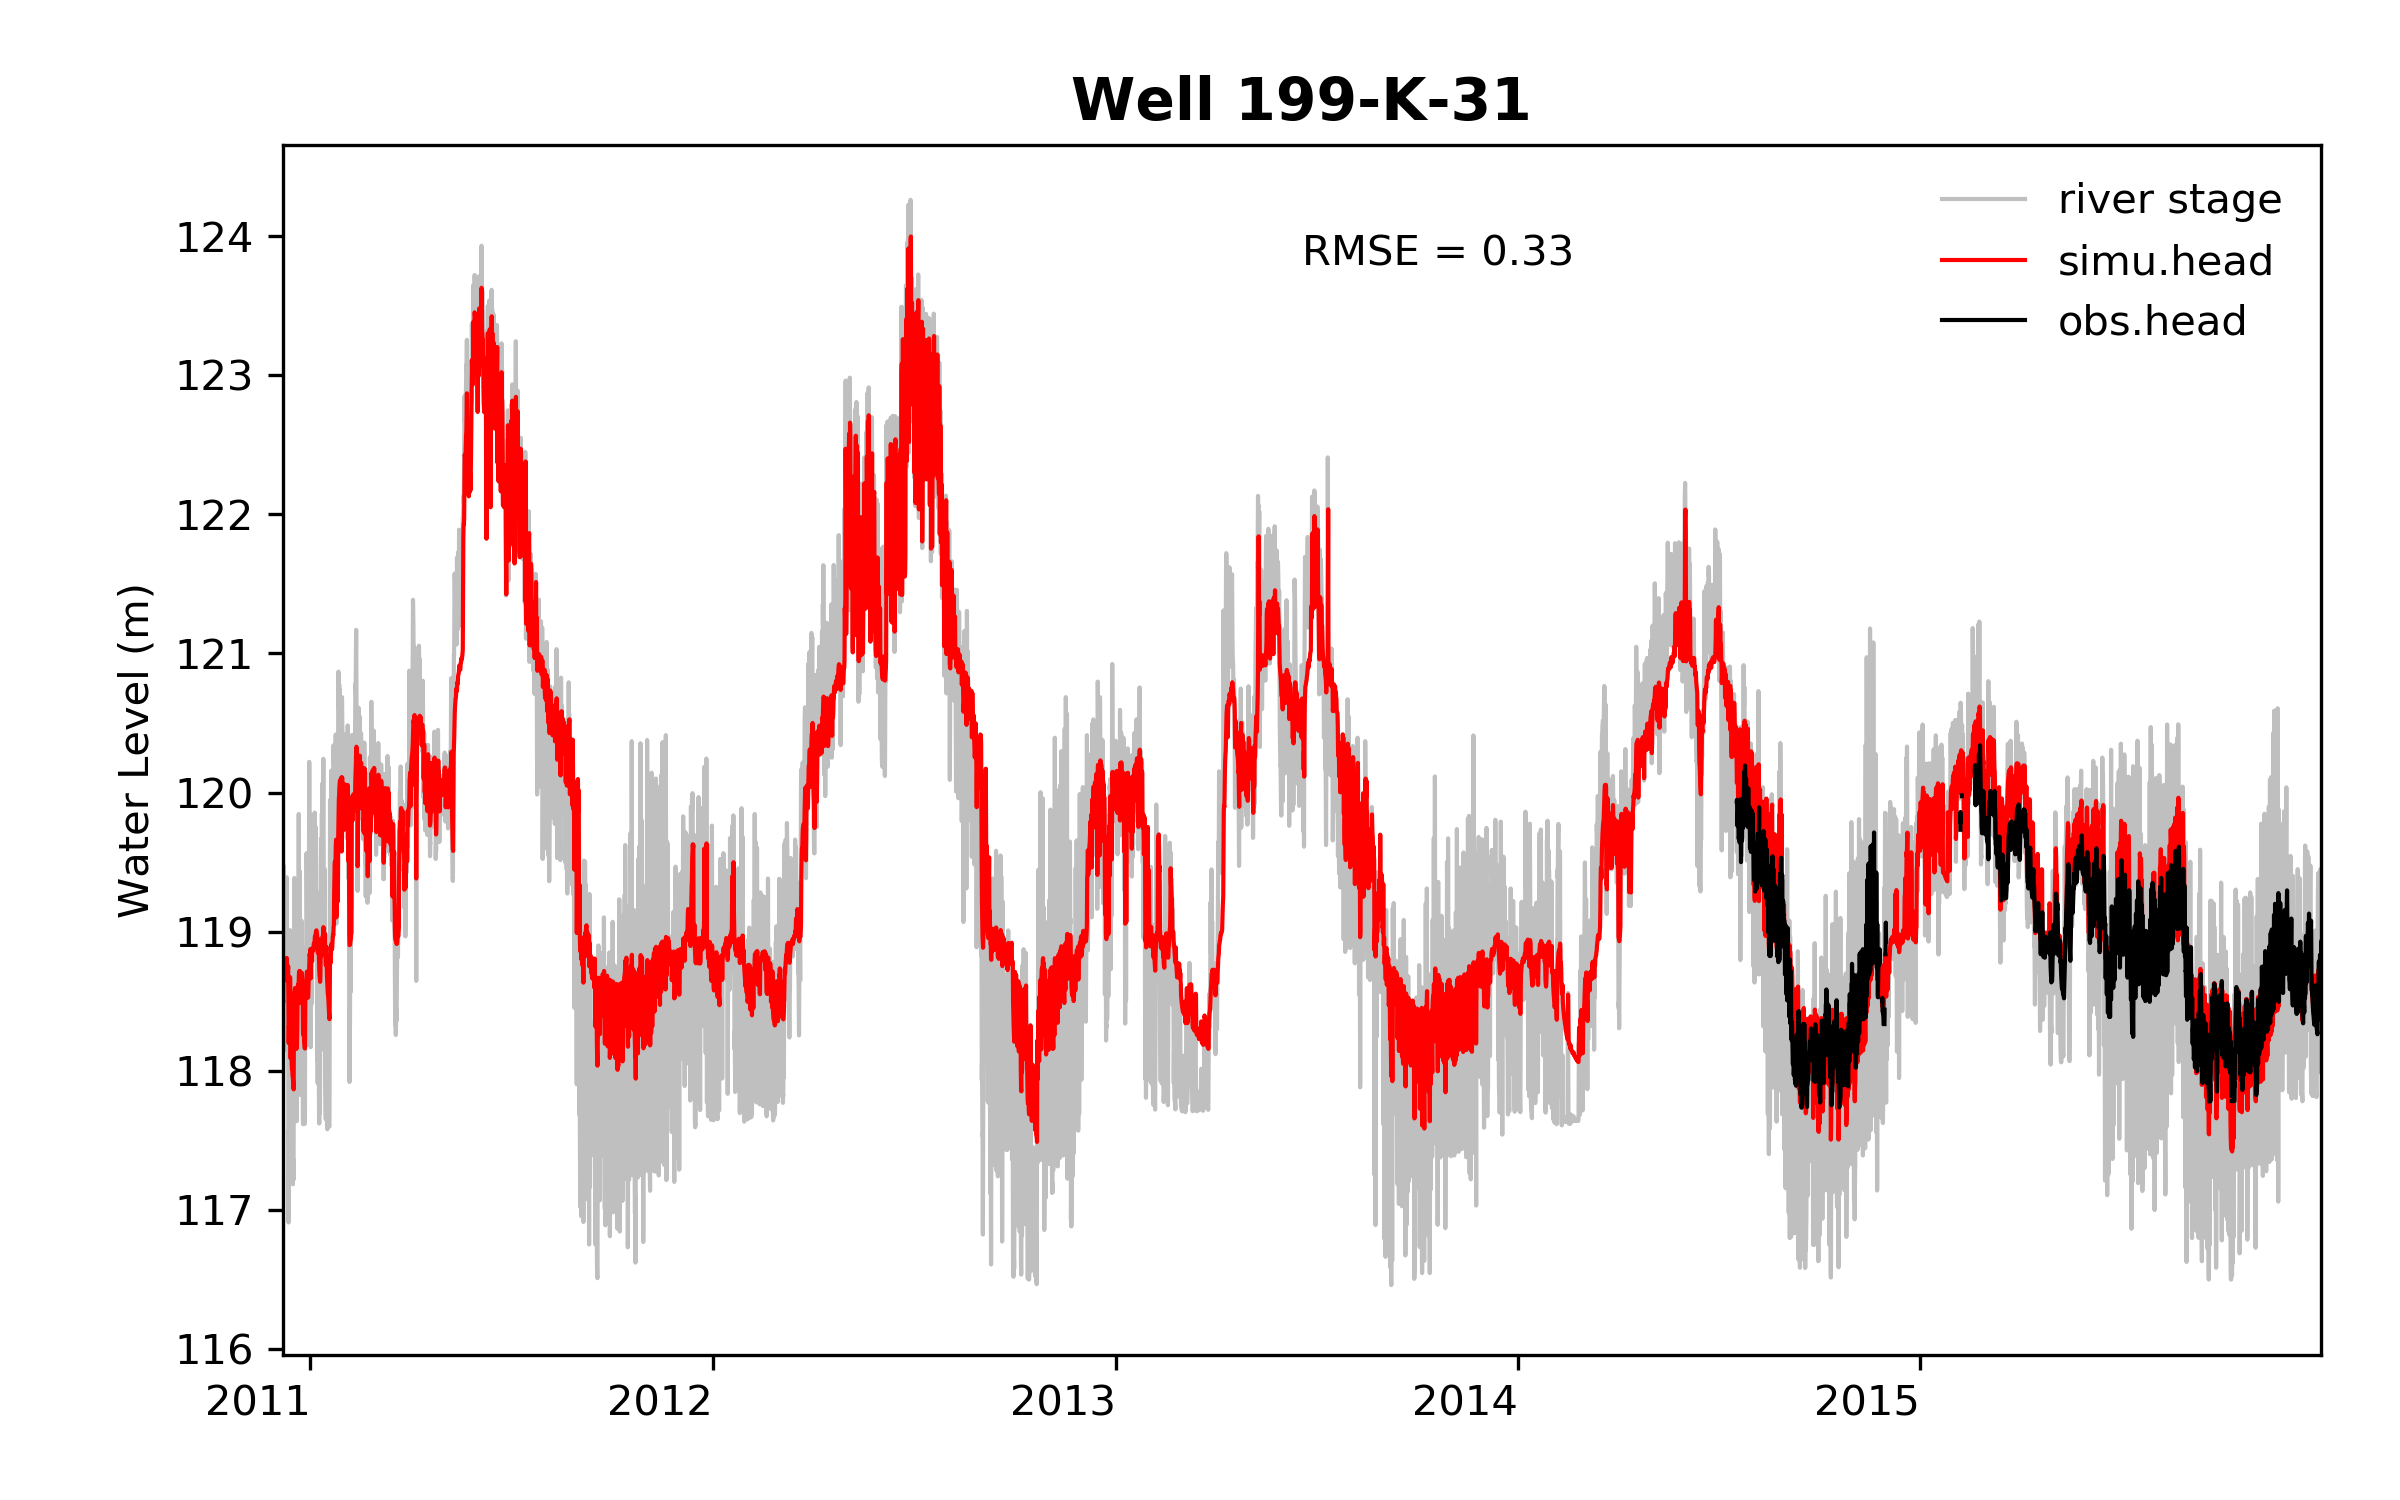 Well 199-K-31
RMSE = 0.33
river stage
simu.head
obs.head
Water Level (m)
124
123
122
121
120
119
118
117
116
2011
2012
2013
2014
2015